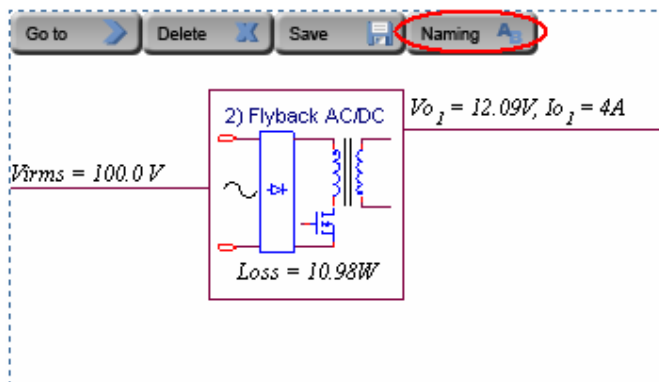 Go to Delete Save Naming AB
2) Flyback AC/DC
Vo1 = 12.09V, Io1 = 4A
Virms = 100.0 V
Loss = 10.98W